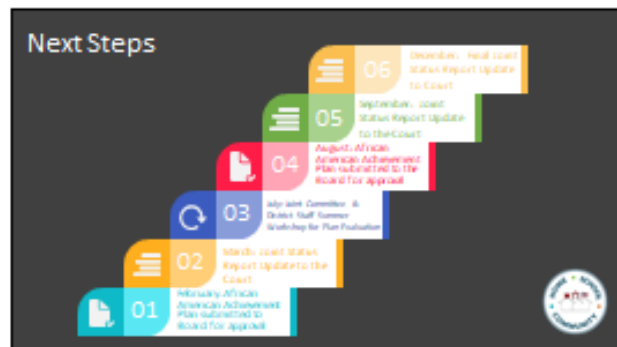 Next Steps
06
December: Final Joint
Status Report Update
to Court
05
September: Joint
Status Report Update
to the Court
04
August: African
American Achievement
Plan submitted to the
Board for approval
03
July: Joint Committee &
District Staff Summer
Workshop for Plan Evaluation
02
March: Joint Status
Report Update to the
Court
01
February: African
American Achievement
Plan submitted to
Board for approval
HOME SCHOOL
COMMUNITY